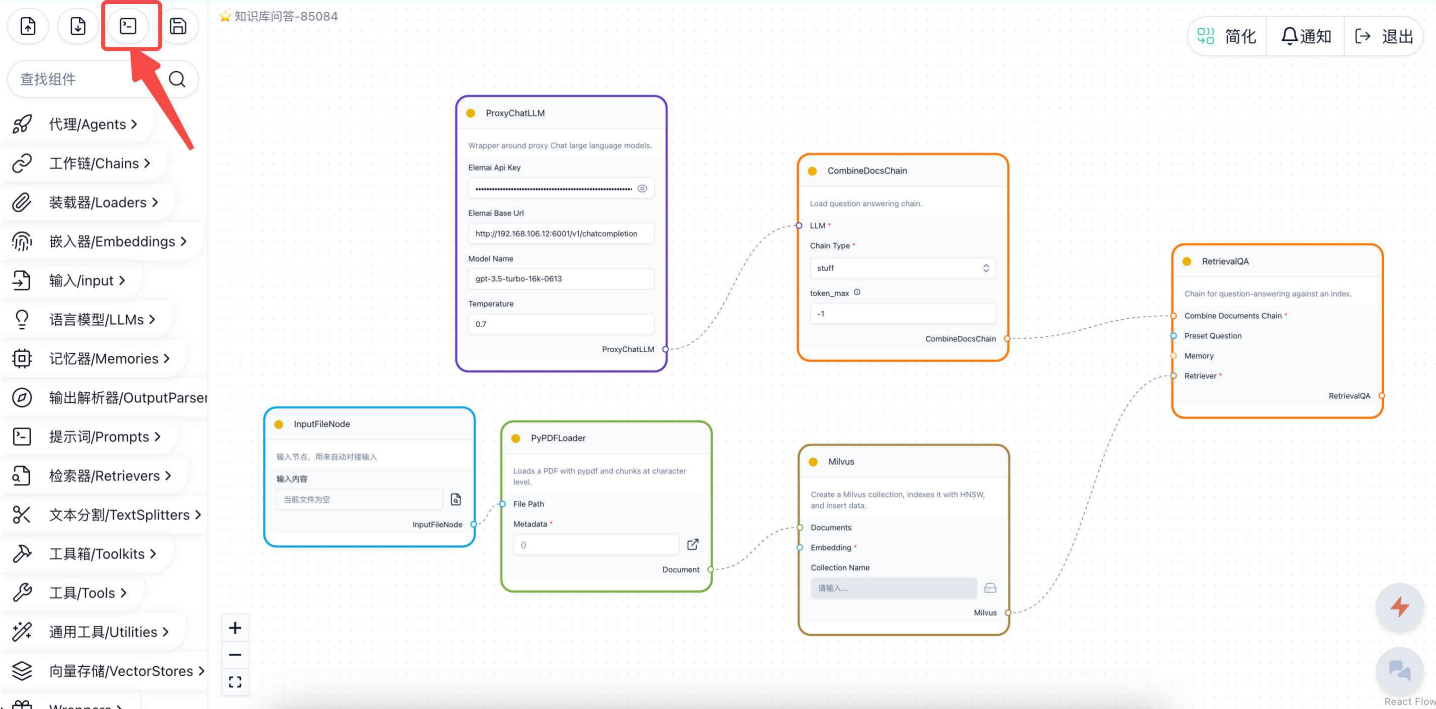 知识库问答-85084
简化
通知
退出
查找组件
代理/Agents
工作链/Chains
装载器/Loaders
嵌入器/Embeddings
输入/input
语言模型/LLMs
记忆器/Memories
输出解析器/OutputParser
提示词/Prompts
检索器/Retrievers
文本分割/TextSplitters
工具箱/Toolkits
工具/Tools
通用工具/Utilities
向量存储/VectorStores
Wrappers
ProxyChatLLM
Wrapper around proxy Chat large language models.
Elemai Api Key
Elemai Base Url
http://192.168.106.12:6001/v1/chatcompletion
Model Name
gpt-3.5-turbo-16k-0613
Temperature
0.7
ProxyChatLLM
CombineDocsChain
Load question answering chain.
LLM *
Chain Type *
stuff
token_max
-1
CombineDocsChain
RetrievalQA
Chain for question-answering against an index.
Combine Documents Chain *
Preset Question
Memory
Retriever *
RetrievalQA
InputFileNode
输入节点，用来自动对接输入
输入内容
当前文件为空
InputFileNode
PyPDFLoader
Loads a PDF with pypdf and chunks at character
level.
File Path
Metadata *
{}
Document
Milvus
Create a Milvus collection, indexes it with HNSW,
and insert data.
Documents
Embedding *
Collection Name
请输入...
Milvus
React Flow